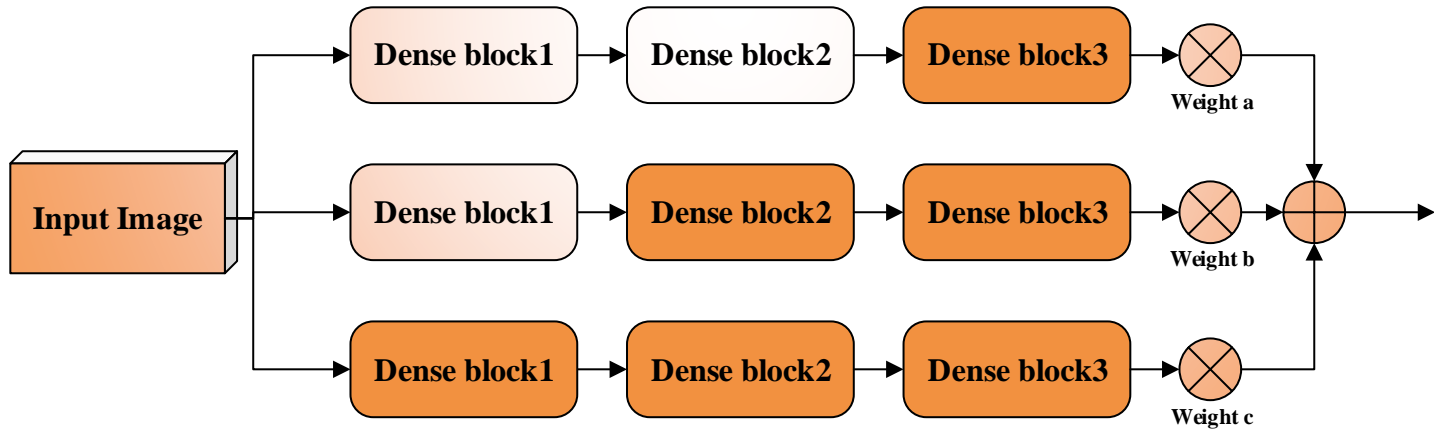 Dense block1
Dense block2
Dense block3
Weight a
Input Image
Dense block1
Dense block2
Dense block3
Weight b
Dense block1
Dense block2
Dense block3
Weight c